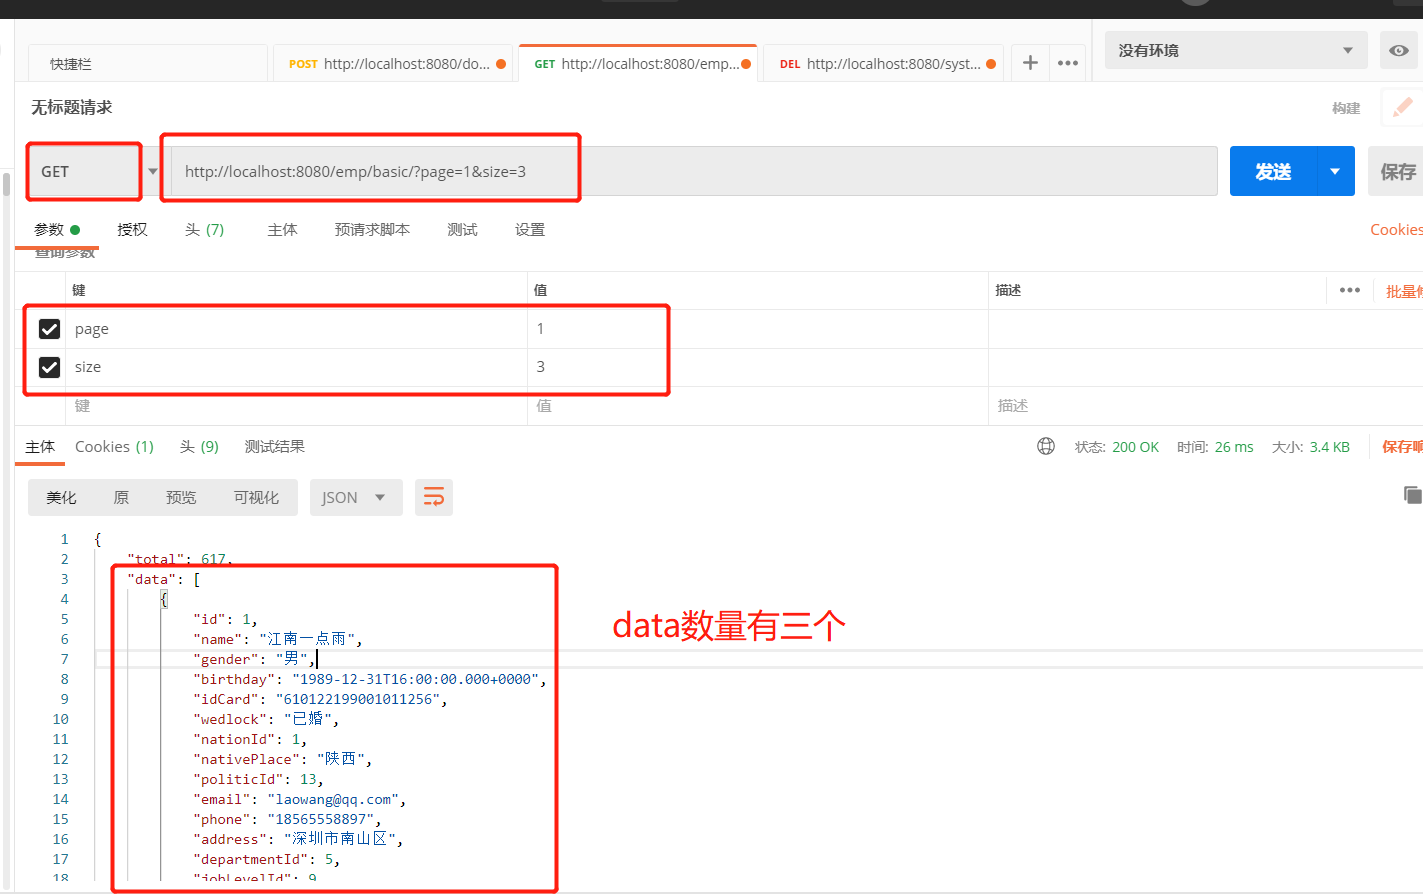 快捷栏
POST http://localhost:8080/do...
GET http://localhost:8080/emp...
DEL http://localhost:8080/syst...
没有环境
无标题请求
构建
GET
http://localhost:8080/emp/basic/?page=1&size=3
发送
保存
参数
授权
头 (7)
主体
预请求脚本
测试
设置
Cookies
查询参数
键
值
描述
批量
page
1
size
3
键
值
描述
主体
Cookies (1)
头 (9)
测试结果
状态: 200 OK
时间: 26 ms
大小: 3.4 KB
保存
美化
原
预览
可视化
JSON
1 {
2 "total": 617,
3 "data": [
4 {
5 "id": 1,
6 "name": "江南一点雨",
7 "gender": "男",
8 "birthday": "1989-12-31T16:00:00.000+0000",
9 "idCard": "610122199001011256",
10 "wedlock": "已婚",
11 "nationId": 1,
12 "nativePlace": "陕西",
13 "politicId": 13,
14 "email": "laowang@qq.com",
15 "phone": "18565558897",
16 "address": "深圳市南山区",
17 "departmentId": 5,
18 "jobLevelId": 9
data数量有三个